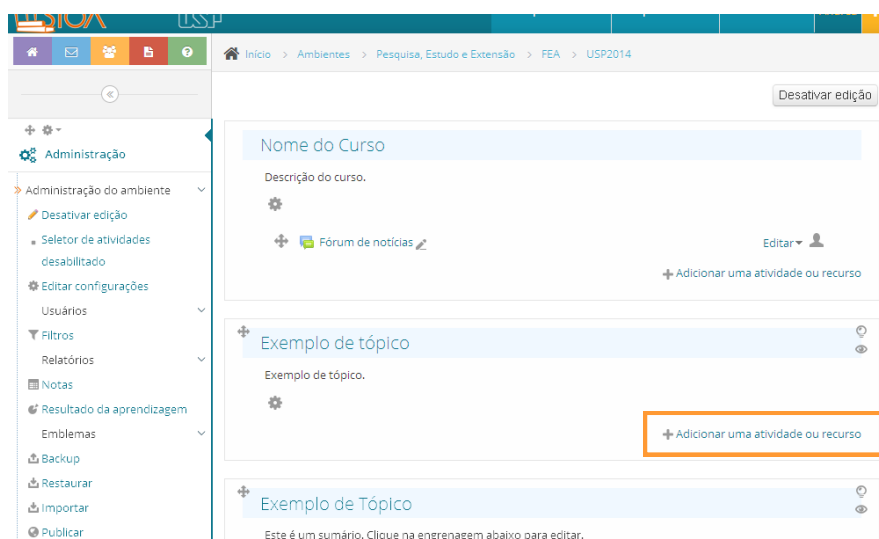 USP
Início > Ambientes > Pesquisa, Estudo e Extensão > FEA > USP2014
Desativar edição
Administração
Administração do ambiente
Desativar edição
Seletor de atividades
desabilitado
Editar configurações
Usuários
Filtros
Relatórios
Notas
Resultado da aprendizagem
Emblemas
Backup
Restaurar
Importar
Publicar
Nome do Curso
Descrição do curso.
Fórum de notícias
Editar
Adicionar uma atividade ou recurso
Exemplo de tópico
Exemplo de tópico.
Adicionar uma atividade ou recurso
Exemplo de Tópico
Este é um sumário. Clique na engrenagem abaixo para editar.